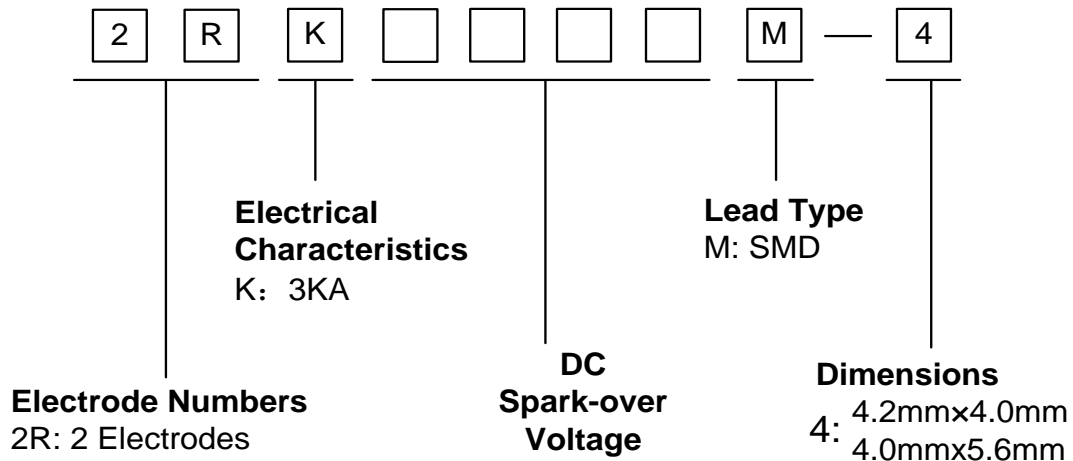 2 R K M — 4
Electrical
Characteristics
K：3KA
Lead Type
M: SMD
Electrode Numbers
2R: 2 Electrodes
DC
Spark-over
Voltage
Dimensions
4: 4.2mm×4.0mm
4.0mmx5.6mm